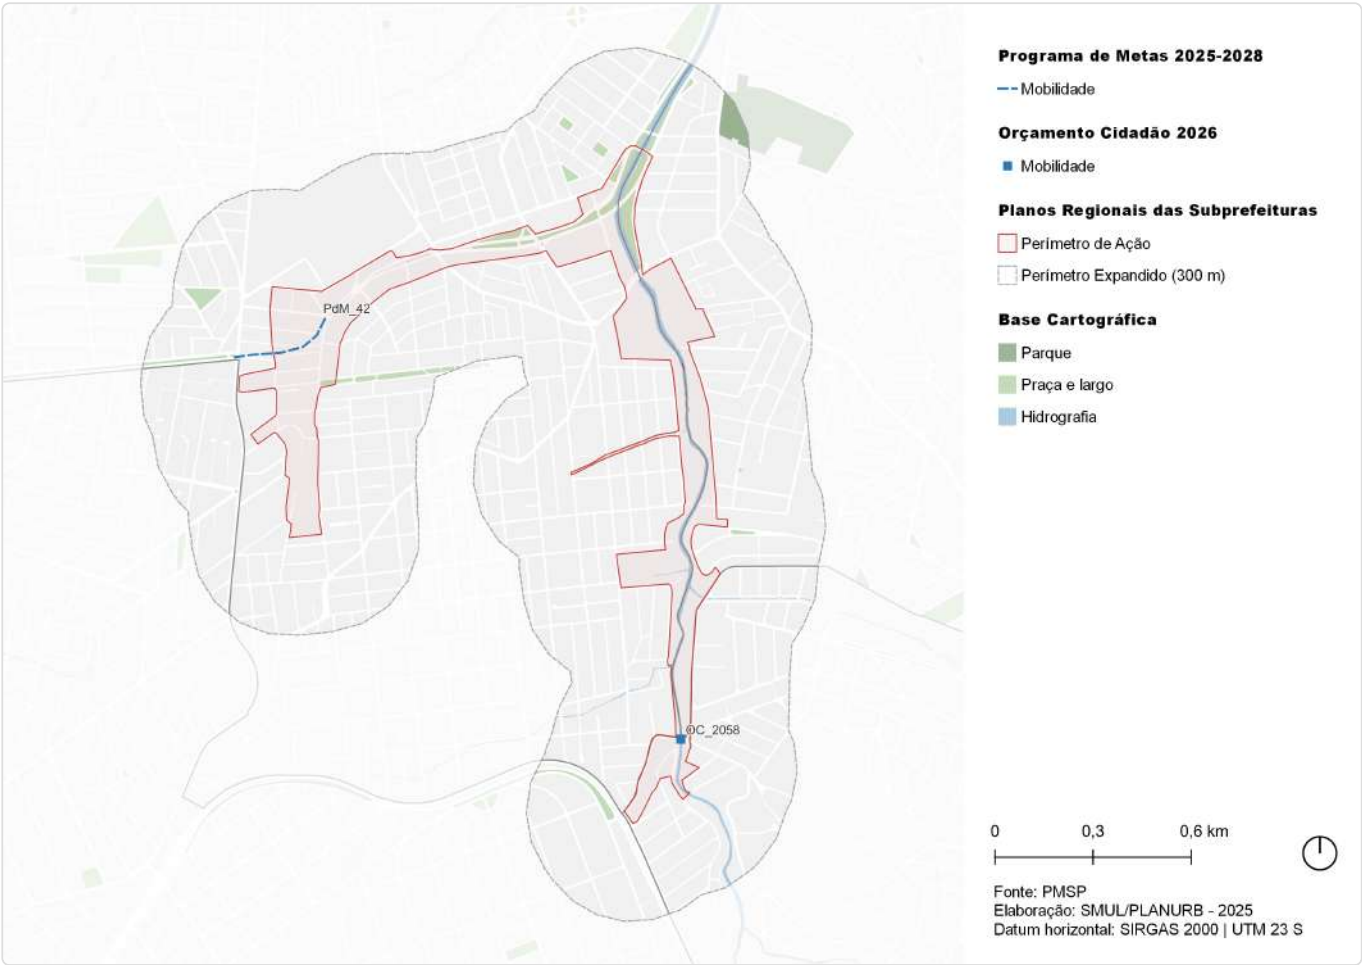 Programa de Metas 2025-2028
Mobilidade
Orçamento Cidadão 2026
Mobilidade
Planos Regionais das Subprefeituras
Perímetro de Ação
Perímetro Expandido (300 m)
Base Cartográfica
Parque
Praça e largo
Hidrografia
PdM_42
OC_2058
0 0,3 0,6 km
Fonte: PMSP
Elaboração: SMUL/PLANURB - 2025
Datum horizontal: SIRGAS 2000 | UTM 23 S